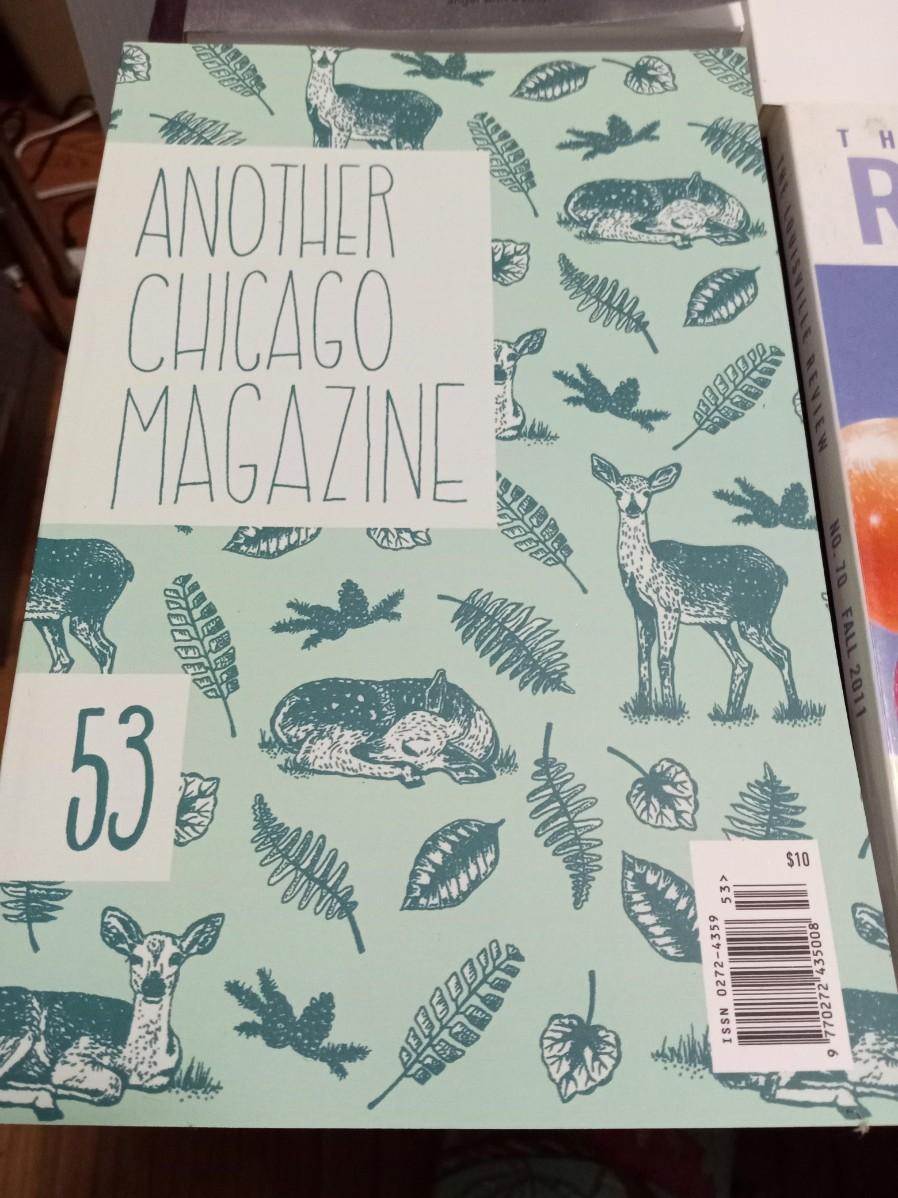 ANOTHER
CHICAGO
MAGAZINE
53
$10
53>
ISSN 0272-4359
9 770272 435008
TH
R
THE LOUISVILLE REVIEW NO. 70 FALL 2011